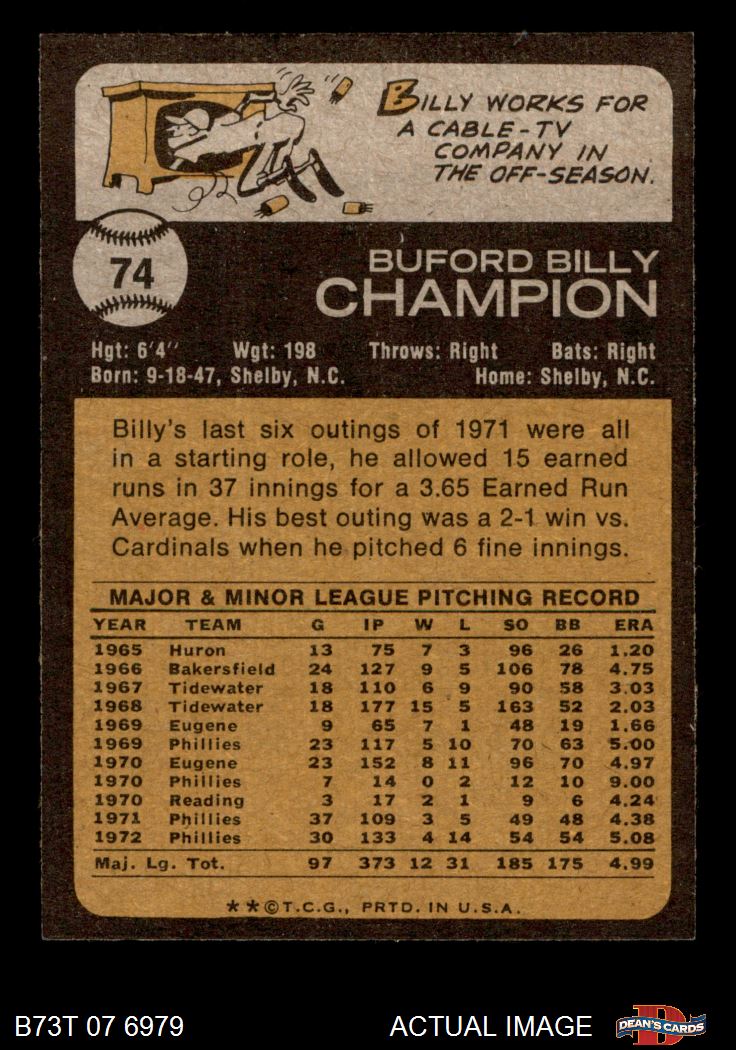 BILLY WORKS FOR
A CABLE-TV
COMPANY IN
THE OFF-SEASON.
74
BUFORD BILLY
CHAMPION
Hgt: 6'4" Wgt: 198 Throws: Right Bats: Right
Born: 9-18-47, Shelby, N.C. Home: Shelby, N.C.
Billy's last six outings of 1971 were all
in a starting role, he allowed 15 earned
runs in 37 innings for a 3.65 Earned Run
Average. His best outing was a 2-1 win vs.
Cardinals when he pitched 6 fine innings.
MAJOR & MINOR LEAGUE PITCHING RECORD
YEAR TEAM G IP W L SO BB ERA
1965 Huron 13 75 7 3 96 26 1.20
1966 Bakersfield 24 127 9 5 106 78 4.75
1967 Tidewater 18 110 6 9 90 58 3.03
1968 Tidewater 18 177 15 5 163 52 2.03
1969 Eugene 9 65 7 1 48 19 1.66
1969 Phillies 23 117 5 10 70 63 5.00
1970 Eugene 23 152 8 11 96 70 4.97
1970 Phillies 7 14 0 2 12 10 9.00
1970 Reading 3 17 2 1 9 6 4.24
1971 Phillies 37 109 3 5 49 48 4.38
1972 Phillies 30 133 4 14 54 54 5.08
Maj. Lg. Tot. 97 373 12 31 185 175 4.99
**©T.C.G., PRTD. IN U.S.A.
B73T 07 6979 ACTUAL IMAGE DEAN'S CARDS